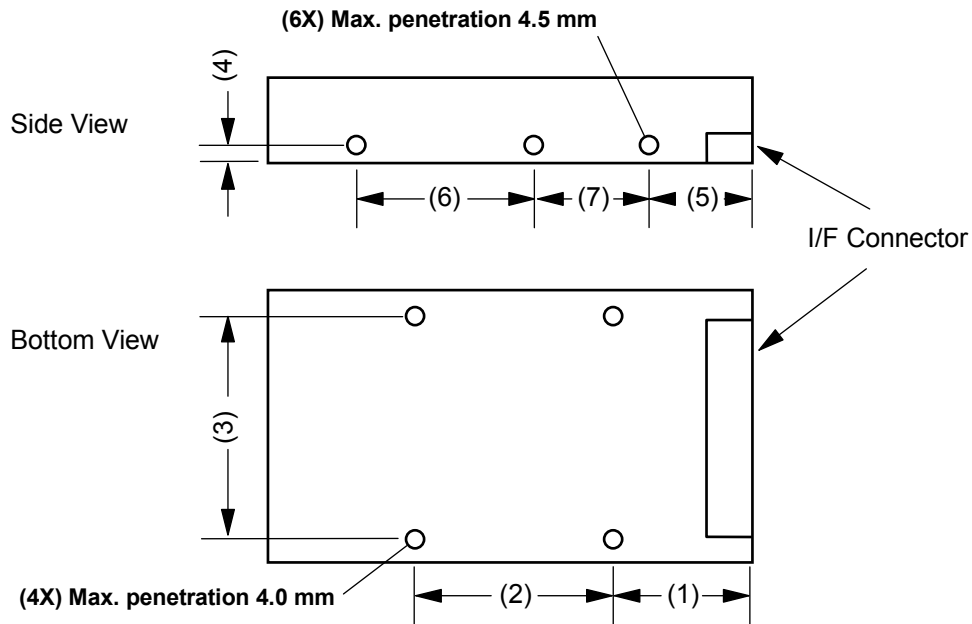 (6X) Max. penetration 4.5 mm
(4)
Side View
(6)
(7)
(5)
I/F Connector
Bottom View
(3)
(4X) Max. penetration 4.0 mm
(2)
(1)